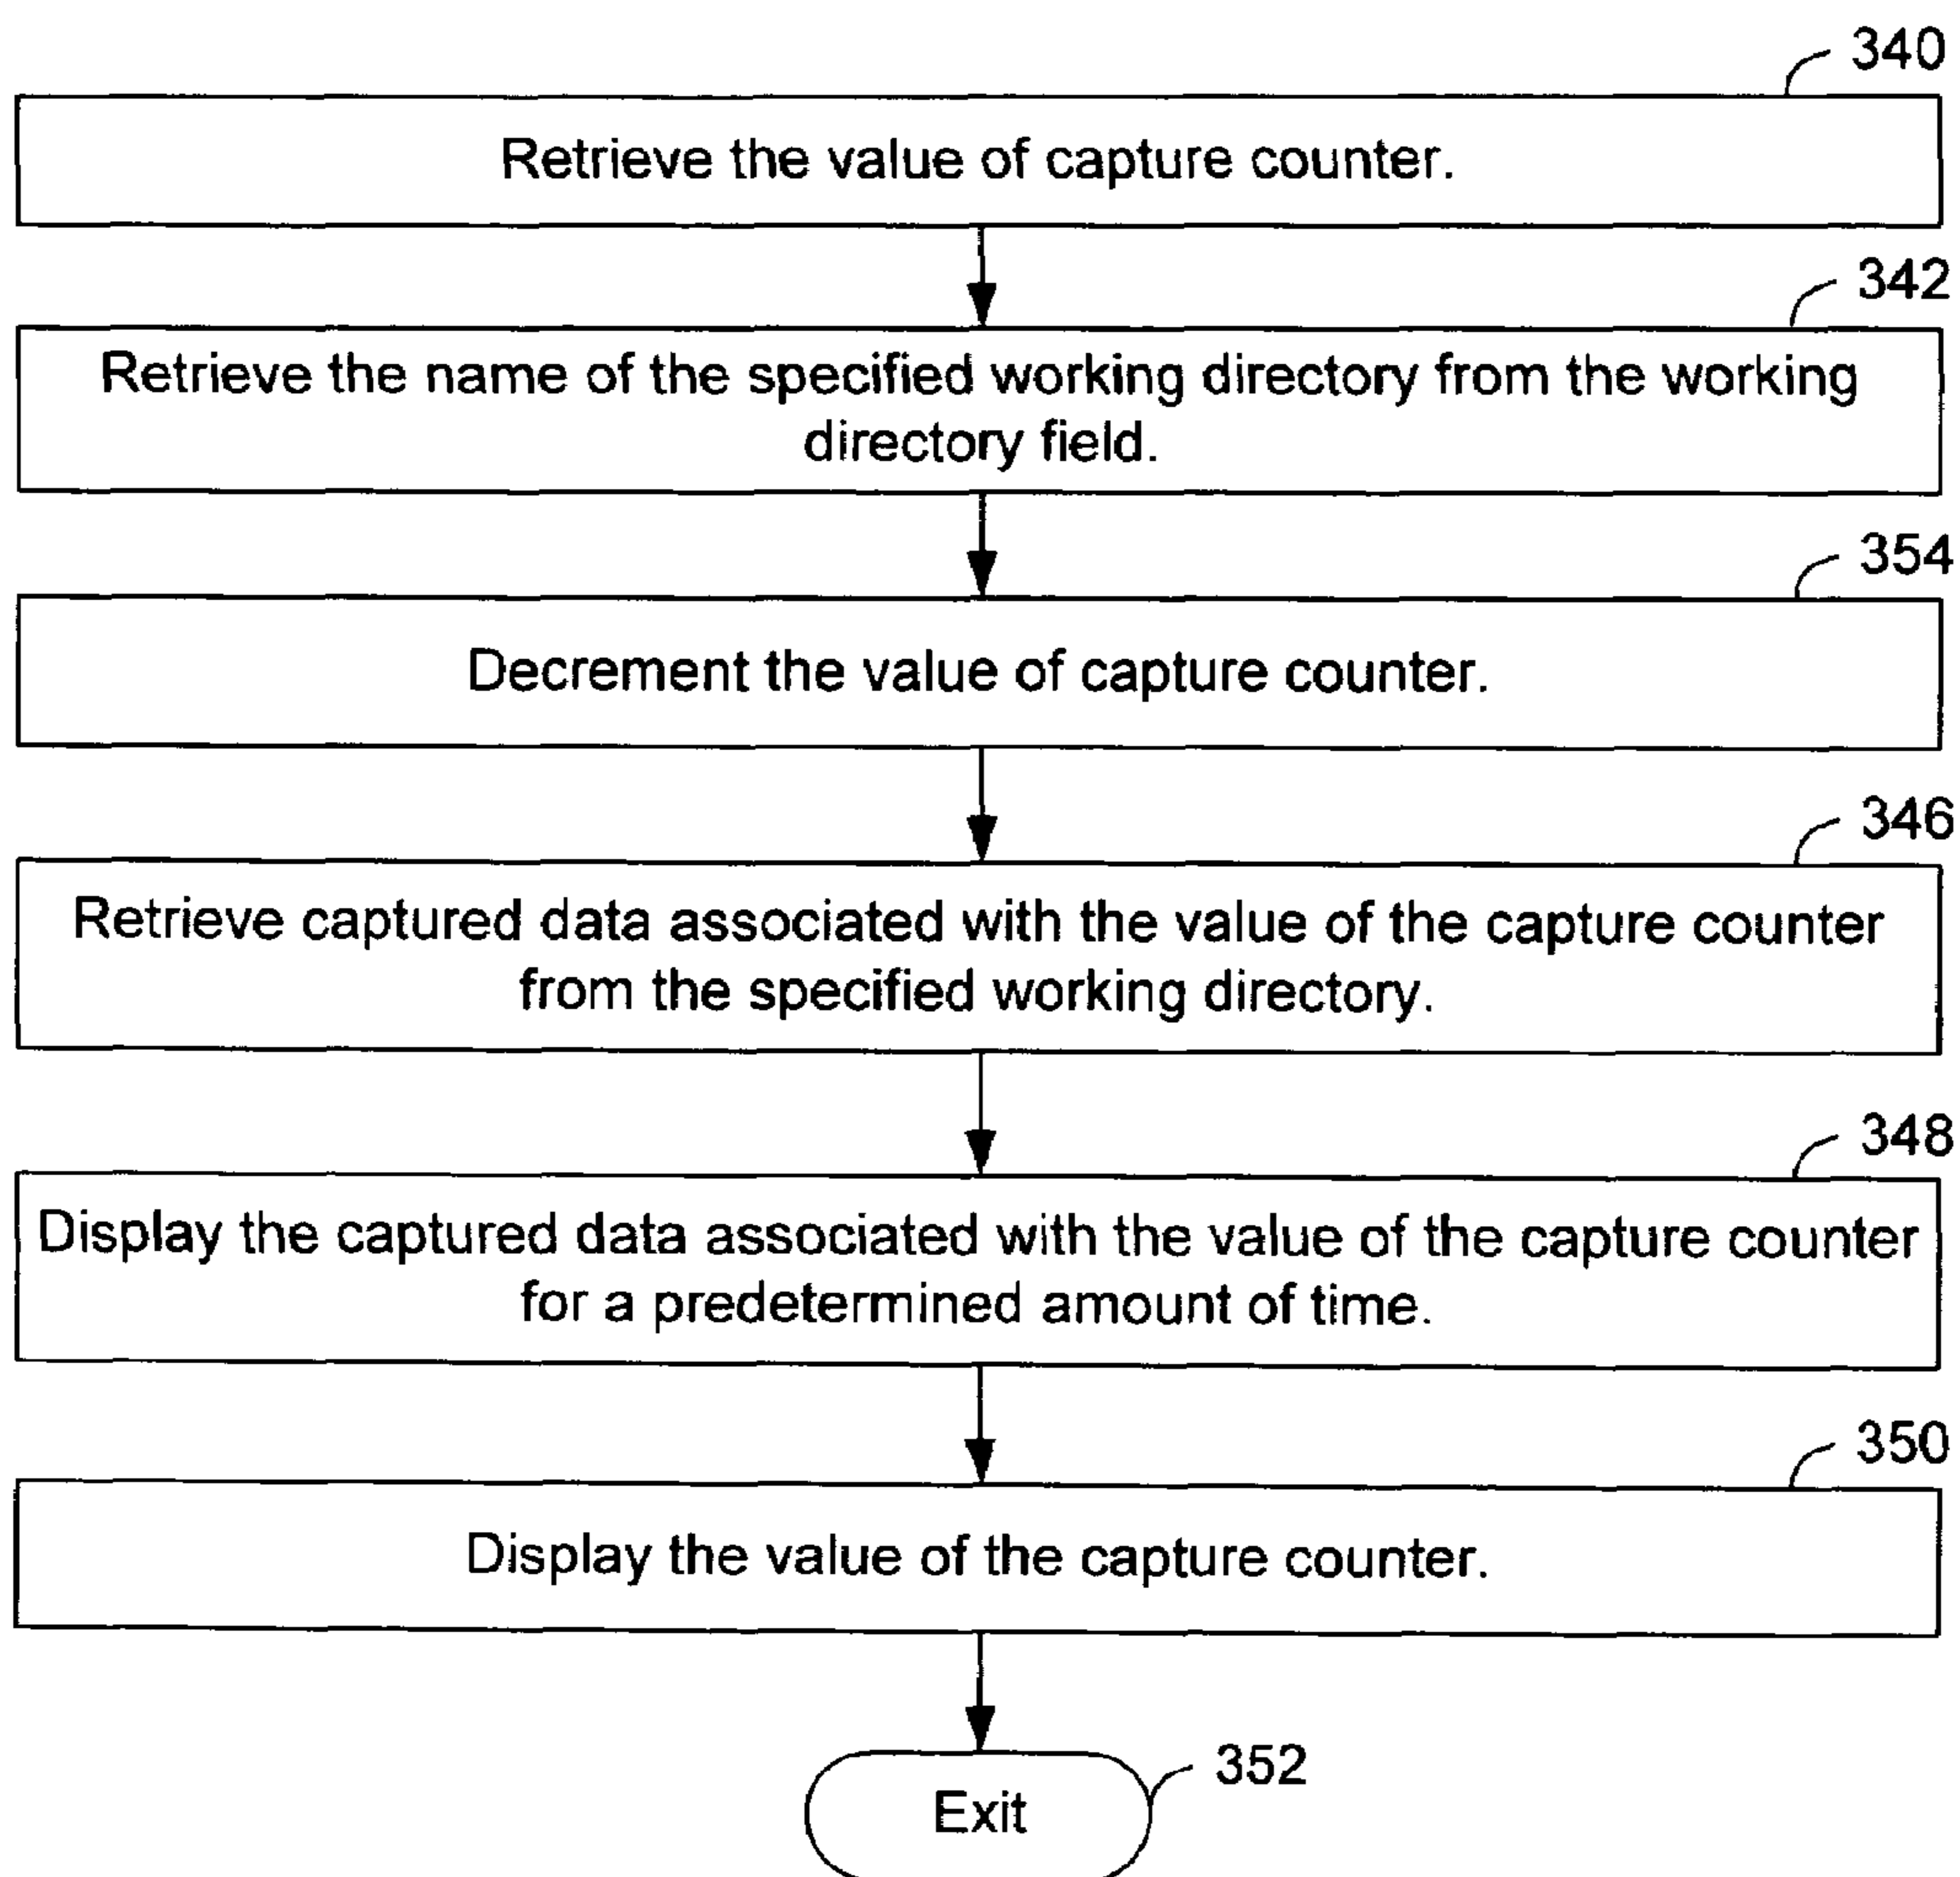 340
Retrieve the value of capture counter.
342
Retrieve the name of the specified working directory from the working
directory field.
354
Decrement the value of capture counter.
346
Retrieve captured data associated with the value of the capture counter
from the specified working directory.
348
Display the captured data associated with the value of the capture counter
for a predetermined amount of time.
350
Display the value of the capture counter.
352
Exit